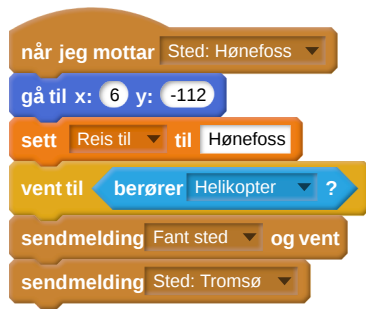 når jeg mottar Sted: Hønefoss
gå til x: 6 y: -112
sett Reis til til Hønefoss
vent til berører Helikopter ?
sendmelding Fant sted og vent
sendmelding Sted: Tromsø